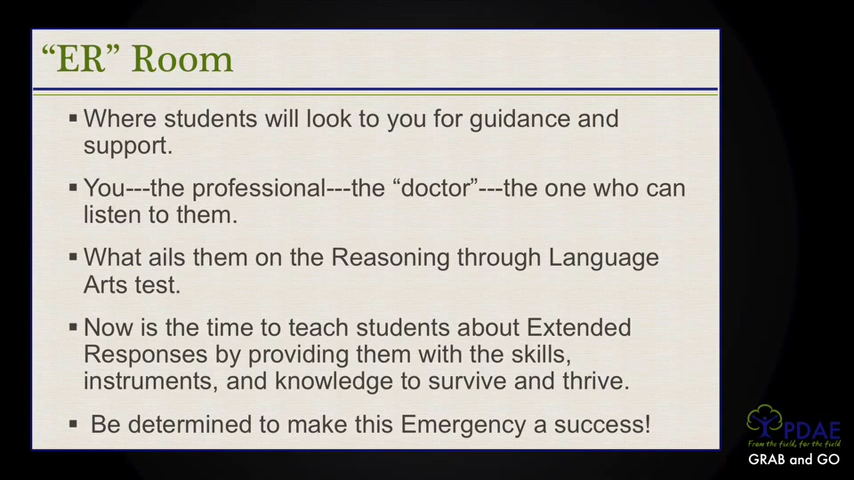 “ER” Room
▪ Where students will look to you for guidance and
support.
▪ You---the professional---the “doctor”---the one who can
listen to them.
▪ What ails them on the Reasoning through Language
Arts test.
▪ Now is the time to teach students about Extended
Responses by providing them with the skills,
instruments, and knowledge to survive and thrive.
▪ Be determined to make this Emergency a success!
PDAE
From the field, for the field
GRAB and GO